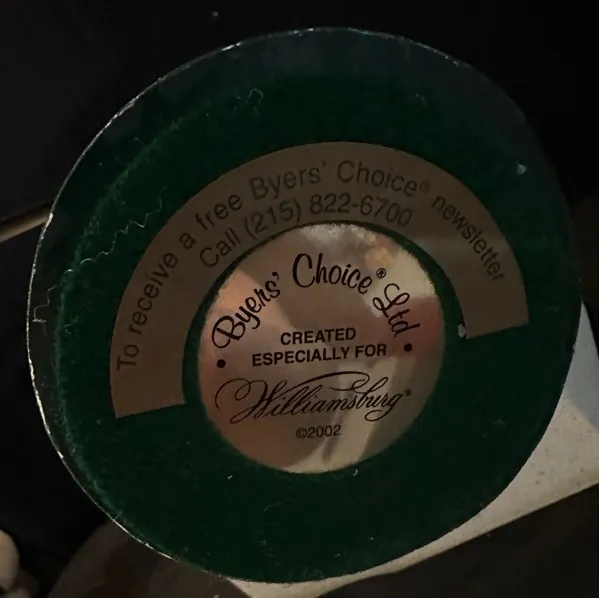 To receive a free Byers' Choice® newsletter
Call (215) 822-6700
Byers' Choice® Ltd
• CREATED •
ESPECIALLY FOR
Williamsburg®
©2002